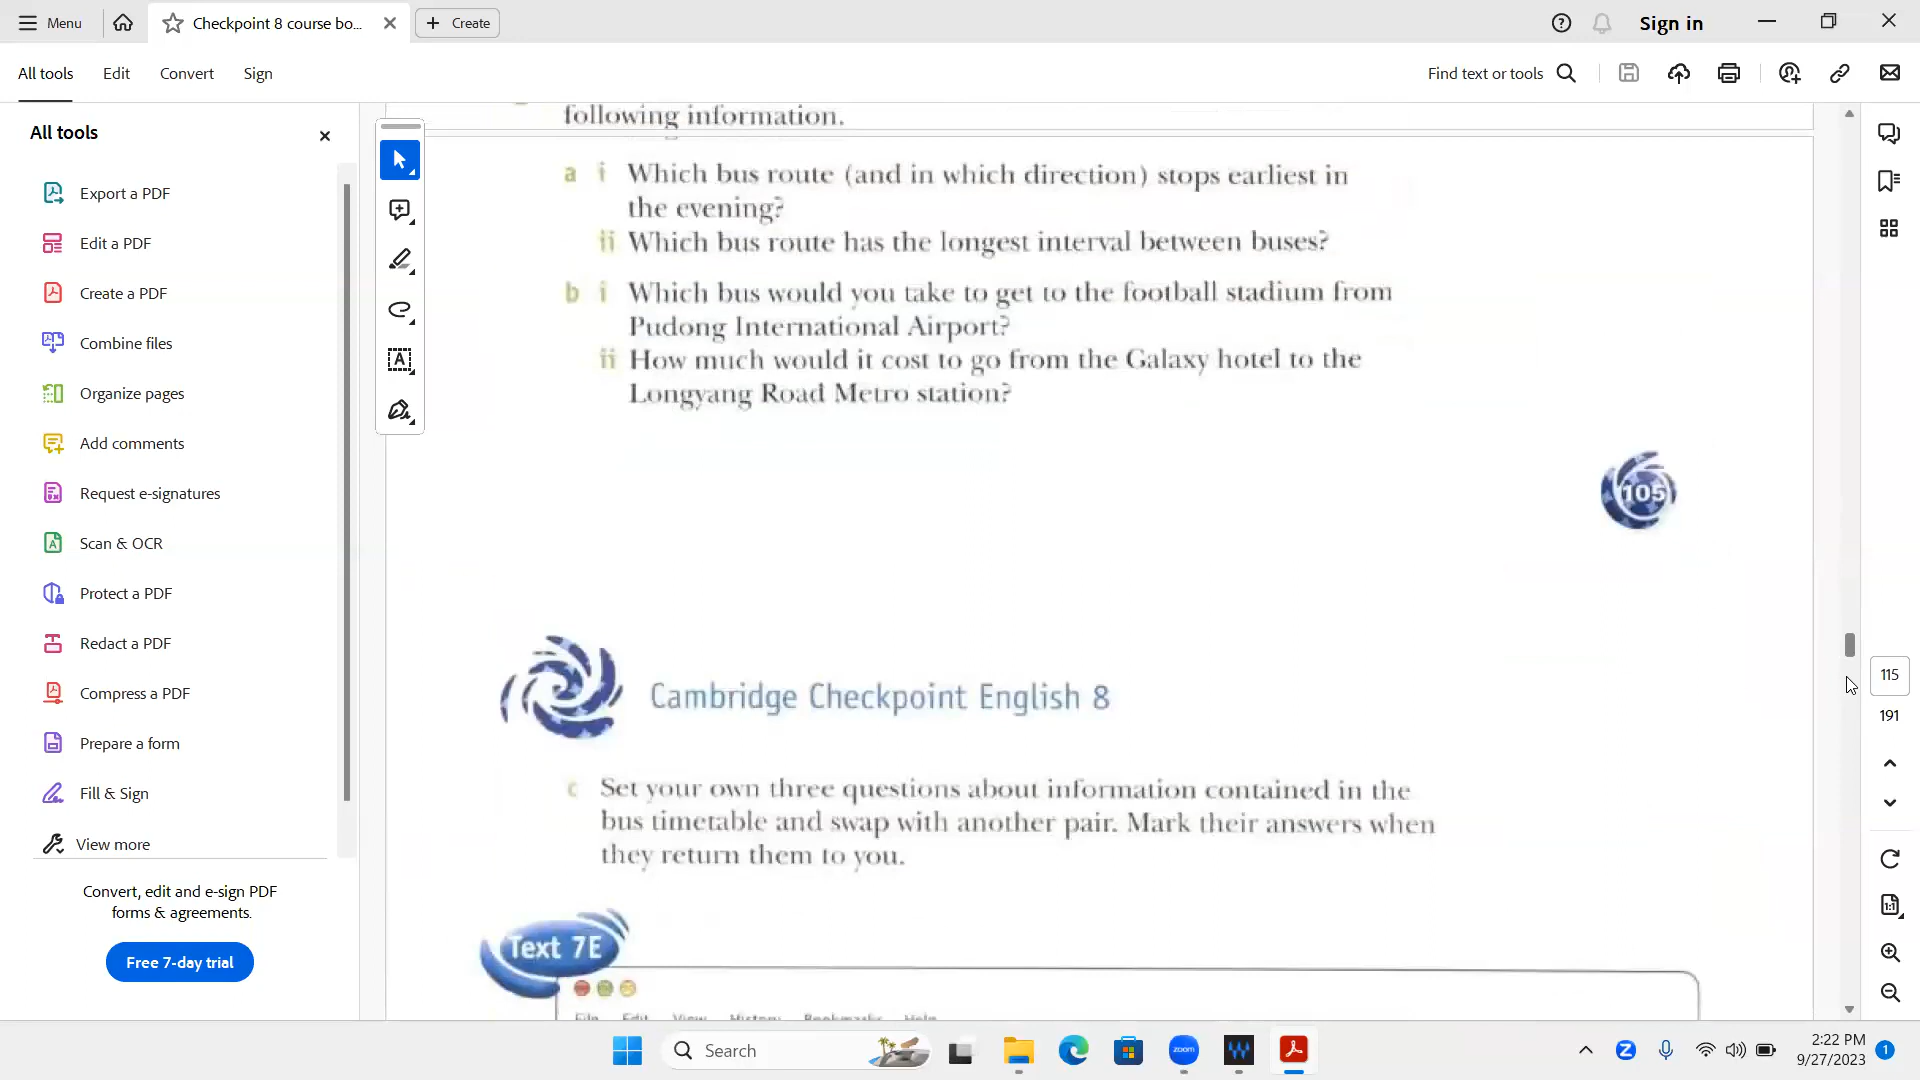 Menu
Checkpoint 8 course bo...
Create
Sign in
All tools
Edit
Convert
Sign
Find text or tools
All tools
Export a PDF
Edit a PDF
Create a PDF
Combine files
Organize pages
Add comments
Request e-signatures
Scan & OCR
Protect a PDF
Redact a PDF
Compress a PDF
Prepare a form
Fill & Sign
View more
Convert, edit and e-sign PDF
forms & agreements.
Free 7-day trial
following information.
a i Which bus route (and in which direction) stops earliest in
the evening?
ii Which bus route has the longest interval between buses?
b i Which bus would you take to get to the football stadium from
Pudong International Airport?
ii How much would it cost to go from the Galaxy hotel to the
Longyang Road Metro station?
105
Cambridge Checkpoint English 8
c Set your own three questions about information contained in the
bus timetable and swap with another pair. Mark their answers when
they return them to you.
Text 7E
File Edit View History Bookmarks Help
115
191
Search
zoom
2:22 PM
9/27/2023
1